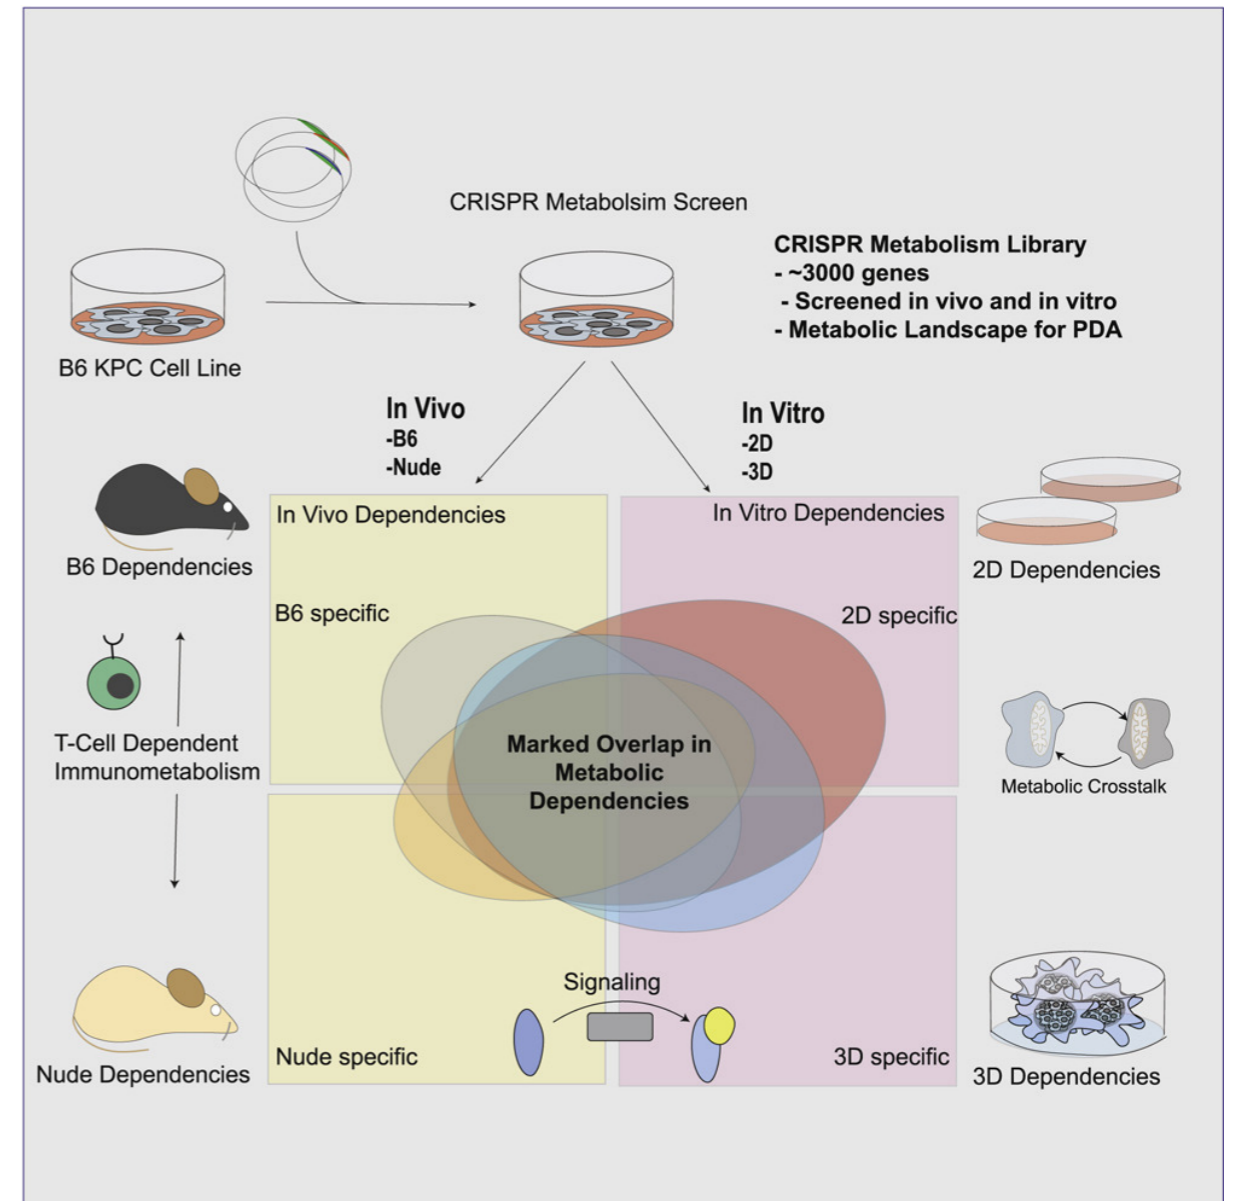 CRISPR Metabolsim Screen
CRISPR Metabolism Library
- ~3000 genes
- Screened in vivo and in vitro
- Metabolic Landscape for PDA
B6 KPC Cell Line
In Vivo
-B6
-Nude
In Vitro
-2D
-3D
In Vivo Dependencies
In Vitro Dependencies
B6 Dependencies
2D Dependencies
B6 specific
2D specific
T-Cell Dependent
Immunometabolism
Marked Overlap in
Metabolic
Dependencies
Metabolic Crosstalk
Signaling
Nude specific
3D specific
Nude Dependencies
3D Dependencies